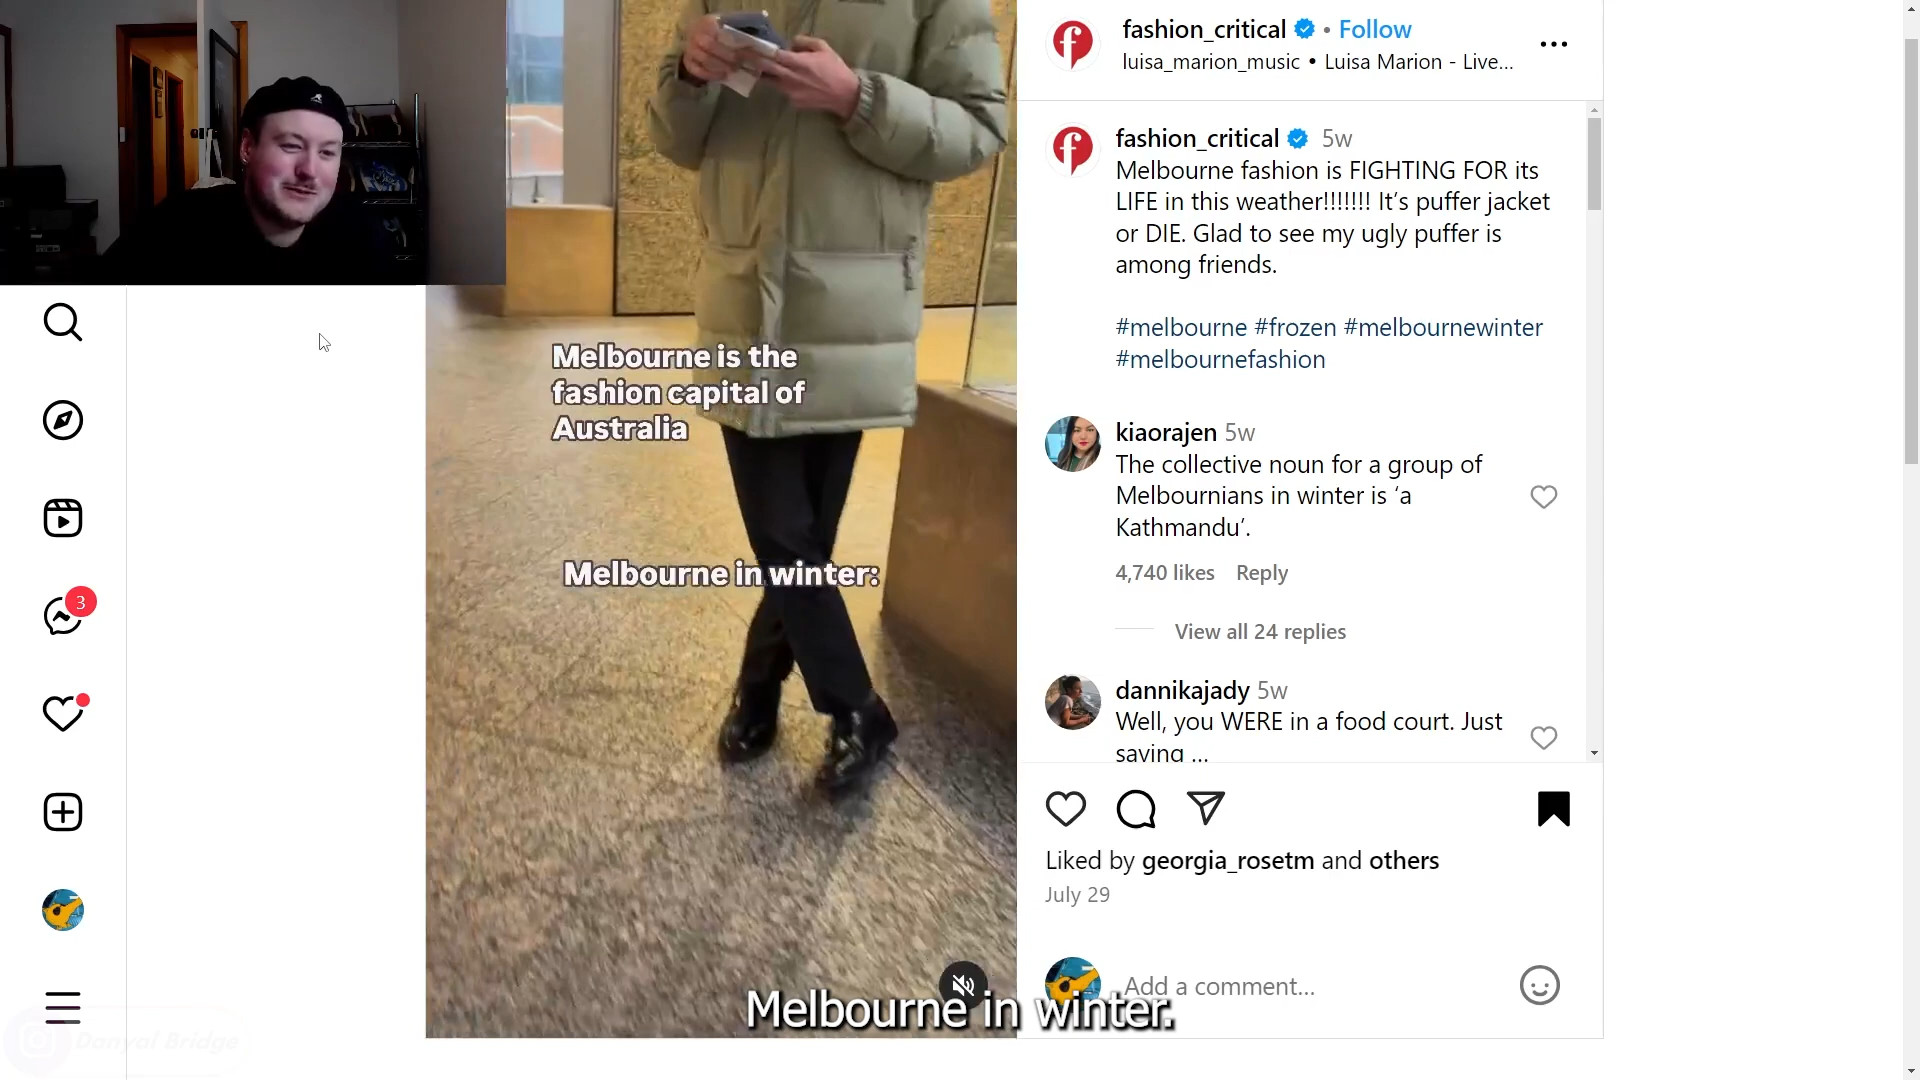 fashion_critical • Follow
luisa_marion_music • Luisa Marion - Live...
fashion_critical 5w
Melbourne fashion is FIGHTING FOR its
LIFE in this weather!!!!!!! It's puffer jacket
or DIE. Glad to see my ugly puffer is
among friends.
#melbourne #frozen #melbournewinter
#melbournefashion
kiaorajen 5w
The collective noun for a group of
Melbournians in winter is 'a
Kathmandu'.
4,740 likes Reply
View all 24 replies
dannikajady 5w
Well, you WERE in a food court. Just
saying ...
Liked by georgia_rosetm and others
July 29
Add a comment...
Melbourne is the
fashion capital of
Australia
Melbourne in winter:
3
Melbourne in winter.
Danyol Bridge